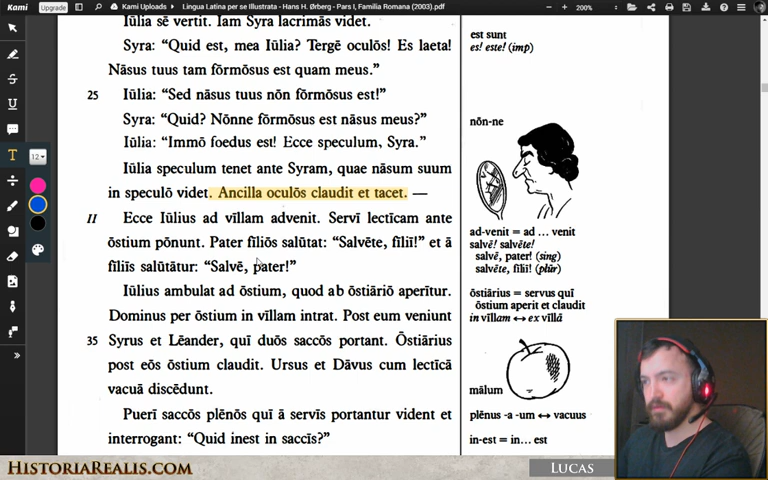 Kami
Upgrade
Kami Uploads > Lingua Latina per se Illustrata - Hans H. Ørberg - Pars I, Familia Romana (2003).pdf
200%
12
Iūlia sē vertit. Iam Syra lacrimās videt.
Syra: “Quid est, mea Iūlia? Tergē oculōs! Es laeta!
Nāsus tuus tam fōrmōsus est quam meus.”
25 Iūlia: “Sed nāsus tuus nōn fōrmōsus est!”
Syra: “Quid? Nōnne fōrmōsus est nāsus meus?”
Iūlia: “Immō foedus est! Ecce speculum, Syra.”
Iūlia speculum tenet ante Syram, quae nāsum suum
in speculō videt. Ancilla oculōs claudit et tacet. —
II Ecce Iūlius ad vīllam advenit. Servī lectīcam ante
ōstium pōnunt. Pater fīliōs salūtat: “Salvēte, fīliī!” et ā
fīliīs salūtātur: “Salvē, pater!”
Iūlius ambulat ad ōstium, quod ab ōstiāriō aperītur.
Dominus per ōstium in vīllam intrat. Post eum veniunt
35 Syrus et Lēander, quī duōs saccōs portant. Ōstiārius
post eōs ōstium claudit. Ursus et Dāvus cum lectīcā
vacuā discēdunt.
Puerī saccōs plēnōs quī ā servīs portantur vident et
interrogant: “Quid inest in saccīs?”
est sunt
es! este! (imp)
nōn-ne
ad-venit = ad ... venit
salvē! salvēte!
salvē, pater! (sing)
salvēte, fīliī! (plūr)
ōstiārius = servus quī
ōstium aperit et claudit
in vīllam ↔ ex vīllā
mālum
plēnus -a -um ↔ vacuus
in-est = in... est
HISTORIAREALIS.COM
LUCAS